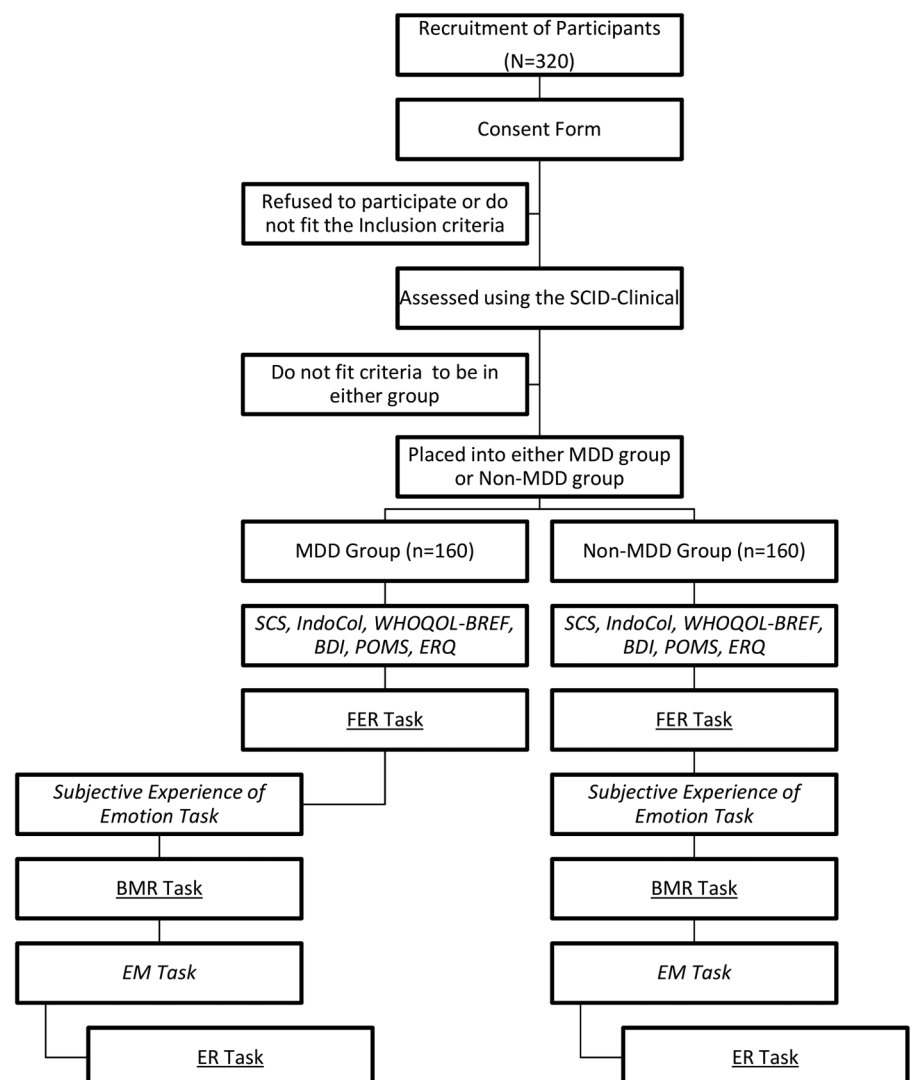 Recruitment of Participants
(N=320)
Consent Form
Refused to participate or do
not fit the Inclusion criteria
Assessed using the SCID-Clinical
Do not fit criteria  to be in
either group
Placed into either MDD group
or Non-MDD group
MDD Group (n=160)
Non-MDD Group (n=160)
SCS, IndoCol, WHOQOL-BREF,
BDI, POMS, ERQ
SCS, IndoCol, WHOQOL-BREF,
BDI, POMS, ERQ
FER Task
FER Task
Subjective Experience of
Emotion Task
Subjective Experience of
Emotion Task
BMR Task
BMR Task
EM Task
EM Task
ER Task
ER Task